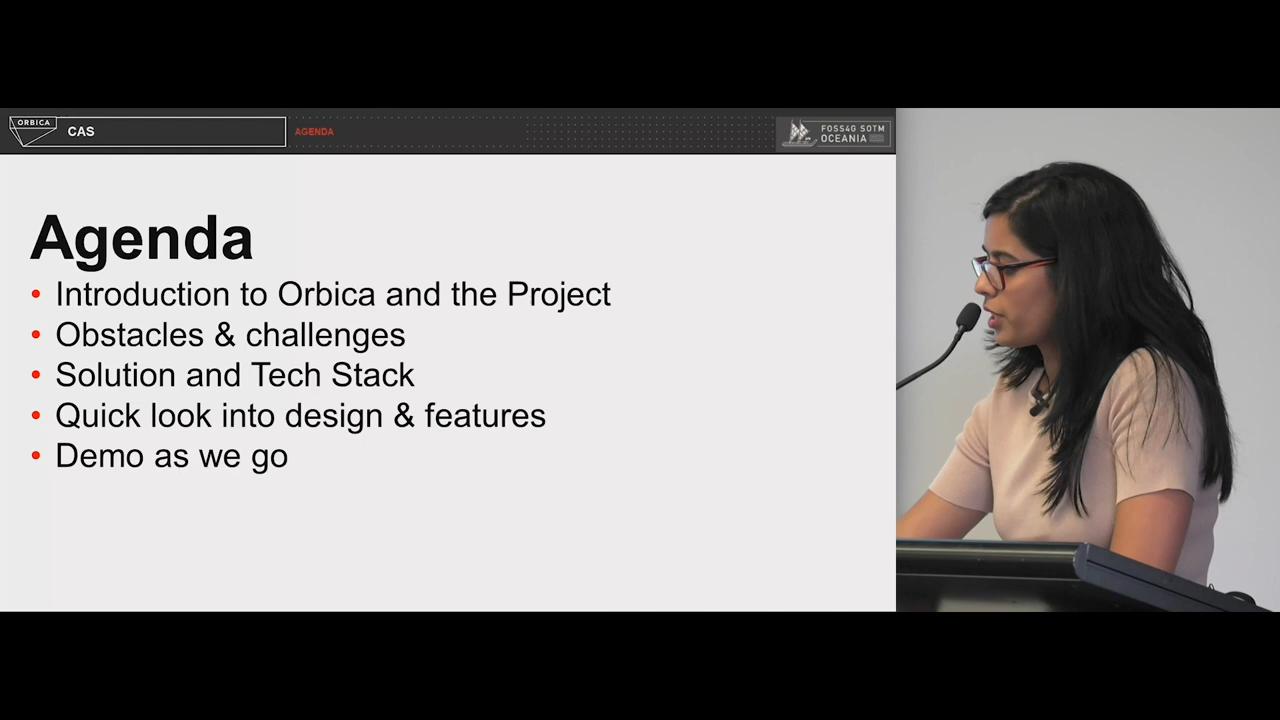 ORBICA
CAS
AGENDA
FOSS4G SOTM
OCEANIA
Agenda
• Introduction to Orbica and the Project
• Obstacles & challenges
• Solution and Tech Stack
• Quick look into design & features
• Demo as we go